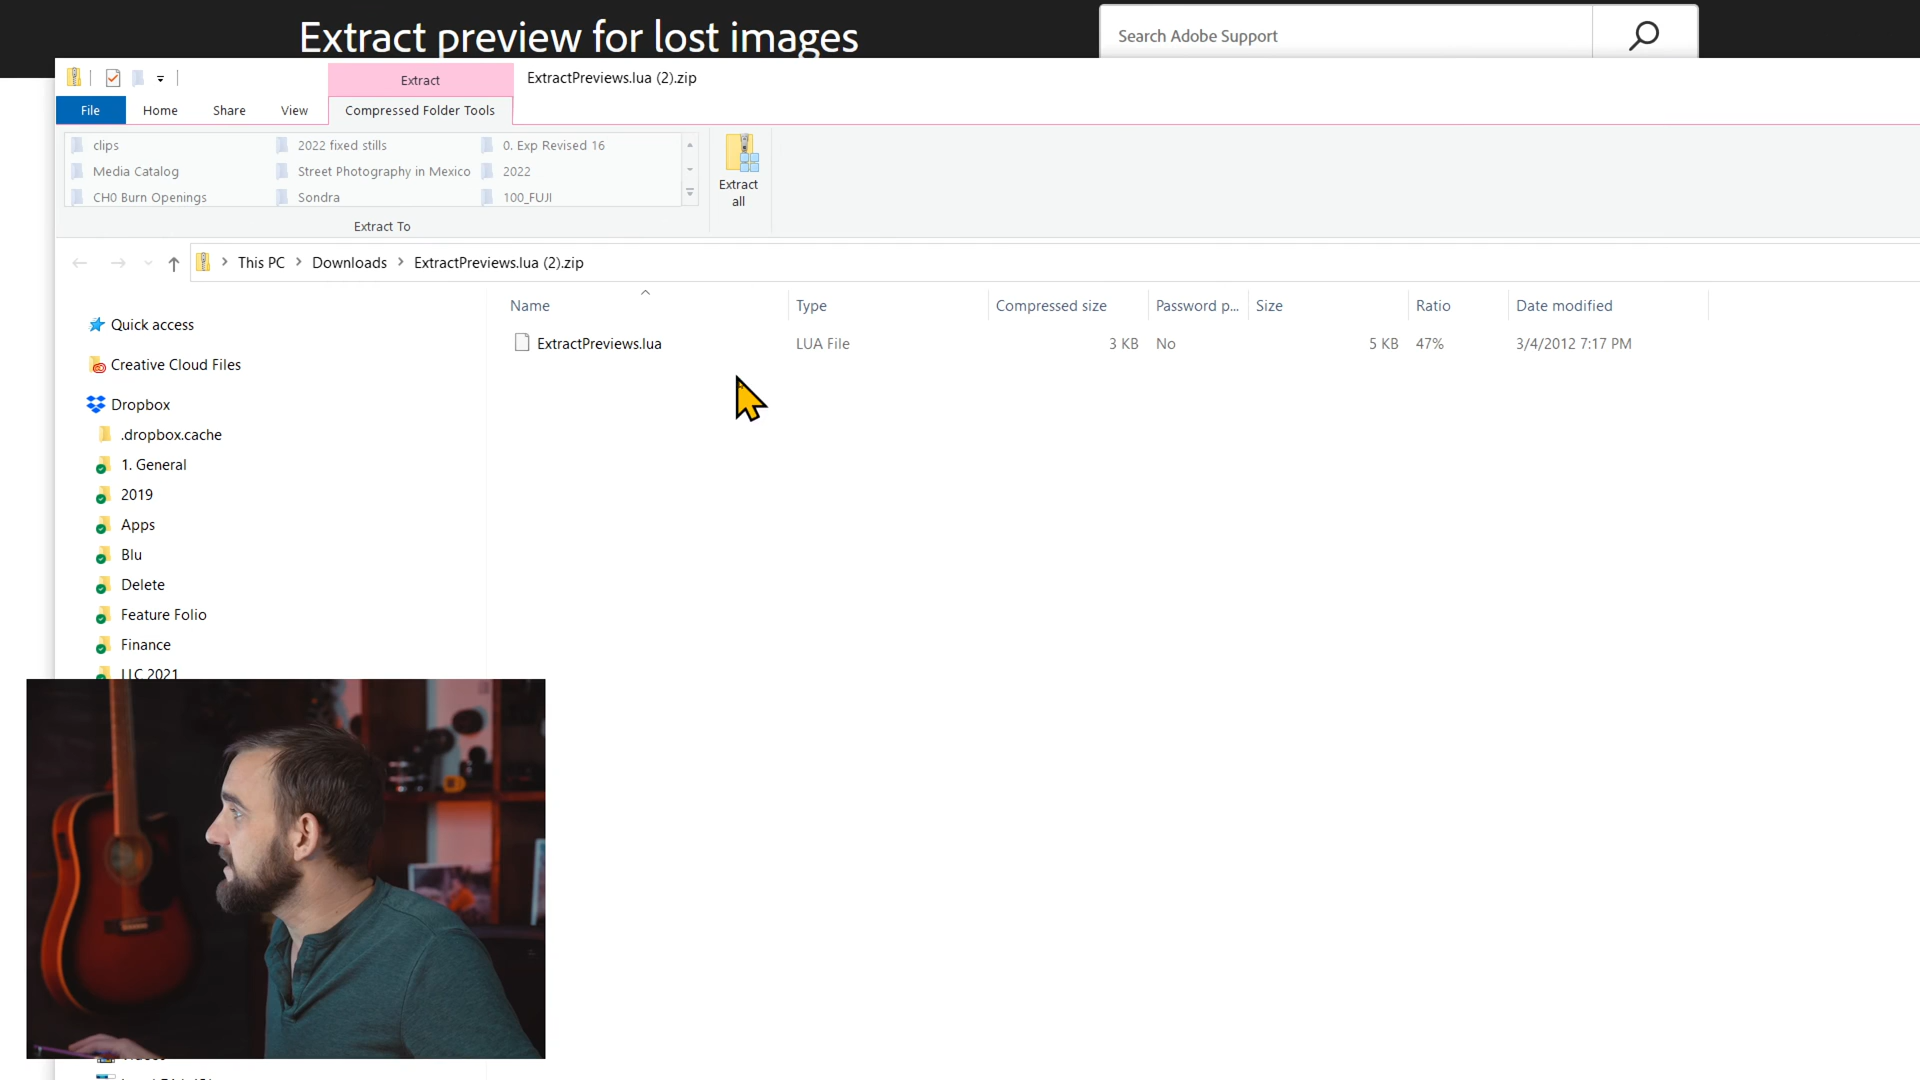 Extract preview for lost images
Search Adobe Support
Extract
ExtractPreviews.lua (2).zip
File
Home
Share
View
Compressed Folder Tools
clips
2022 fixed stills
0. Exp Revised 16
Media Catalog
Street Photography in Mexico
2022
CH0 Burn Openings
Sondra
100_FUJI
Extract all
Extract To
This PC > Downloads > ExtractPreviews.lua (2).zip
Name
Type
Compressed size
Password p...
Size
Ratio
Date modified
ExtractPreviews.lua
LUA File
3 KB
No
5 KB
47%
3/4/2012 7:17 PM
Quick access
Creative Cloud Files
Dropbox
.dropbox.cache
1. General
2019
Apps
Blu
Delete
Feature Folio
Finance
LLC 2021